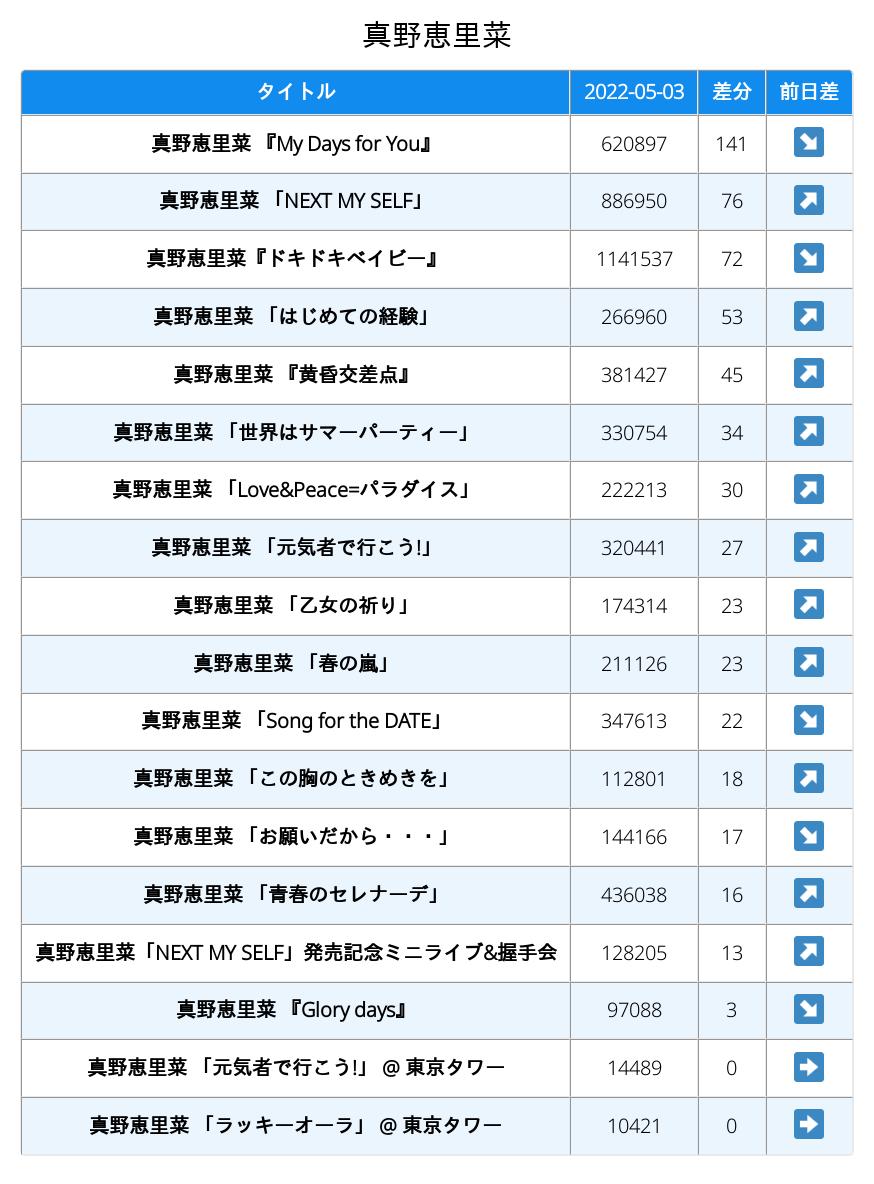 真野恵里菜
タイトル 2022-05-03 差分 前日差
真野恵里菜 『My Days for You』 620897 141 ↘
真野恵里菜 「NEXT MY SELF」 886950 76 ↗
真野恵里菜『ドキドキベイビー』 1141537 72 ↘
真野恵里菜 「はじめての経験」 266960 53 ↗
真野恵里菜 『黄昏交差点』 381427 45 ↗
真野恵里菜 「世界はサマーパーティー」 330754 34 ↗
真野恵里菜 「Love&Peace=パラダイス」 222213 30 ↗
真野恵里菜 「元気者で行こう!」 320441 27 ↗
真野恵里菜 「乙女の祈り」 174314 23 ↗
真野恵里菜 「春の嵐」 211126 23 ↗
真野恵里菜 「Song for the DATE」 347613 22 ↘
真野恵里菜 「この胸のときめきを」 112801 18 ↗
真野恵里菜 「お願いだから・・・」 144166 17 ↘
真野恵里菜 「青春のセレナーデ」 436038 16 ↗
真野恵里菜「NEXT MY SELF」発売記念ミニライブ&握手会 128205 13 ↗
真野恵里菜 『Glory days』 97088 3 ↘
真野恵里菜 「元気者で行こう!」 @ 東京タワー 14489 0 ➡
真野恵里菜 「ラッキーオーラ」 @ 東京タワー 10421 0 ➡